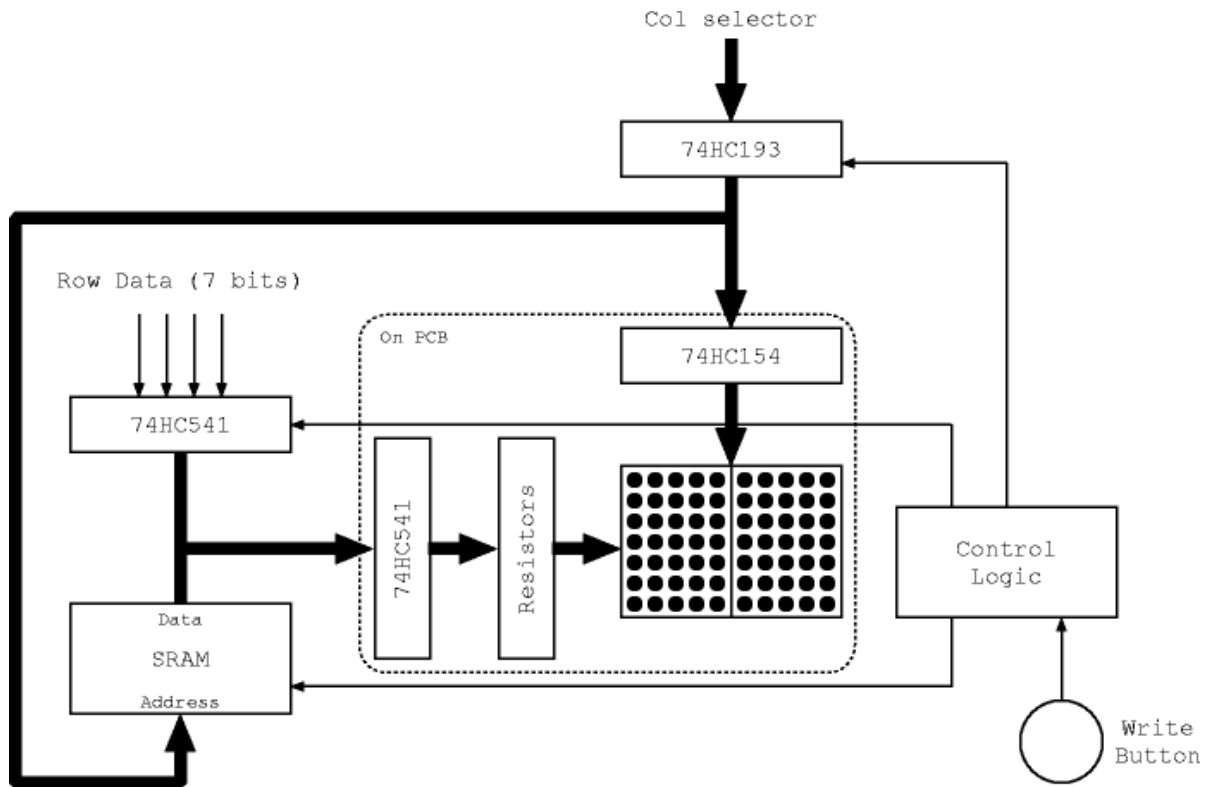 Col selector
74HC193
Row Data (7 bits)
On PCB
74HC154
74HC541
74HC541
Resistors
Control
Logic
Data
SRAM
Address
Write
Button